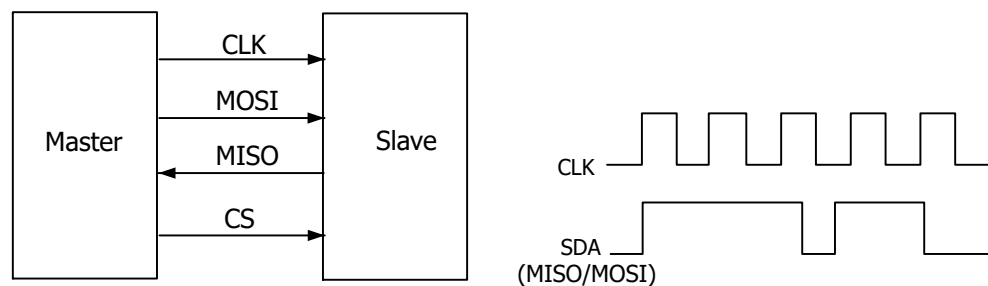 Master
CLK
MOSI
MISO
CS
Slave
CLK
SDA
(MISO/MOSI)